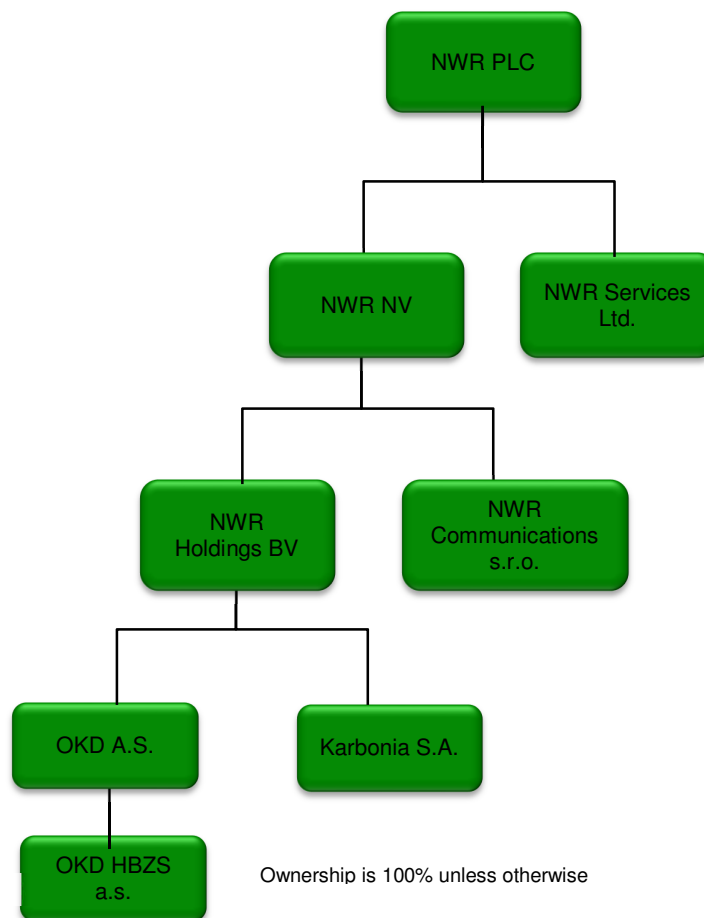 NWR PLC
NWR NV
NWR Services
Ltd.
NWR
Holdings BV
NWR
Communications
s.r.o.
OKD A.S.
Karbonia S.A.
OKD HBZS
a.s.
Ownership is 100% unless otherwise